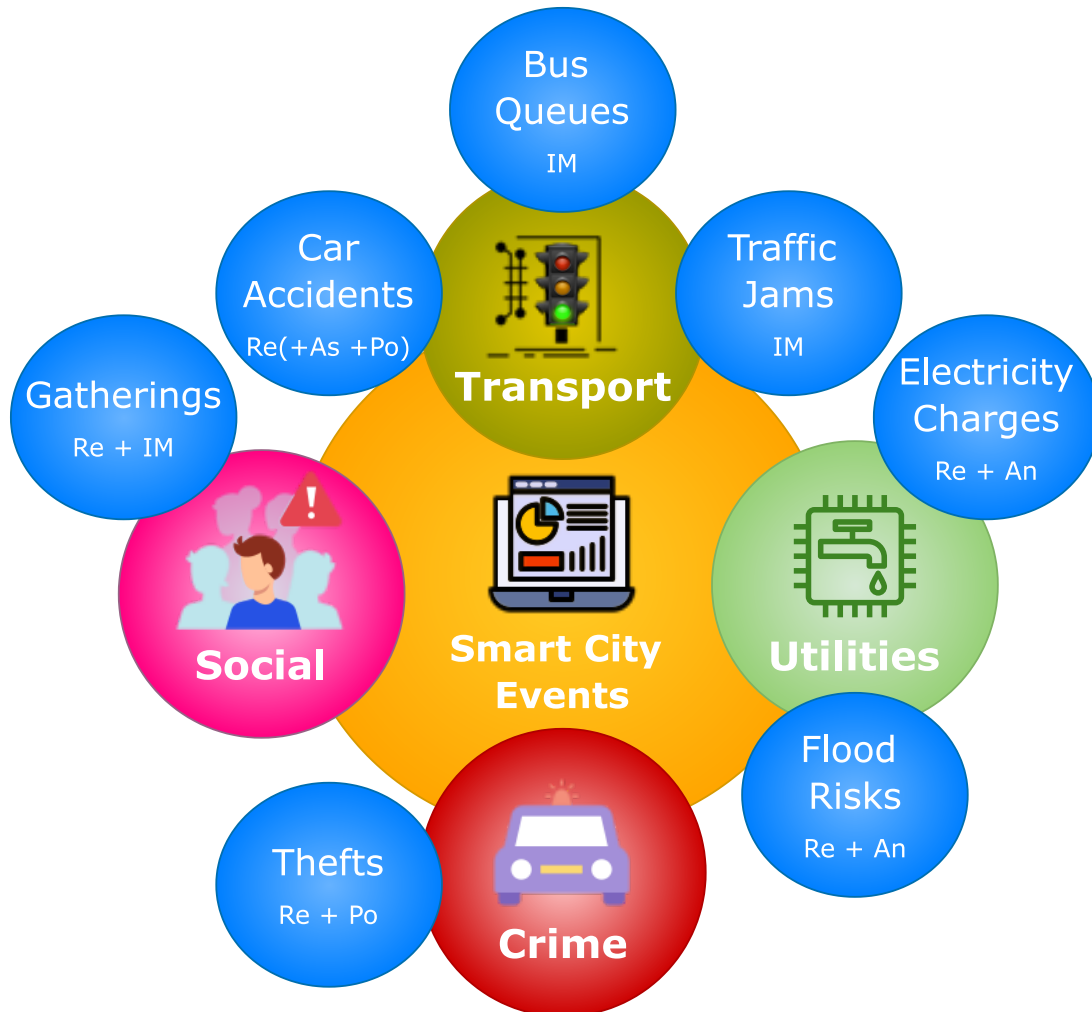 Bus
Queues
IM
Car
Accidents
Re(+As +Po)
Traffic
Jams
IM
Gatherings
Re + IM
Electricity
Charges
Re + An
Transport
Social
Smart City
Events
Utilities
Flood
Risks
Re + An
Thefts
Re + Po
Crime